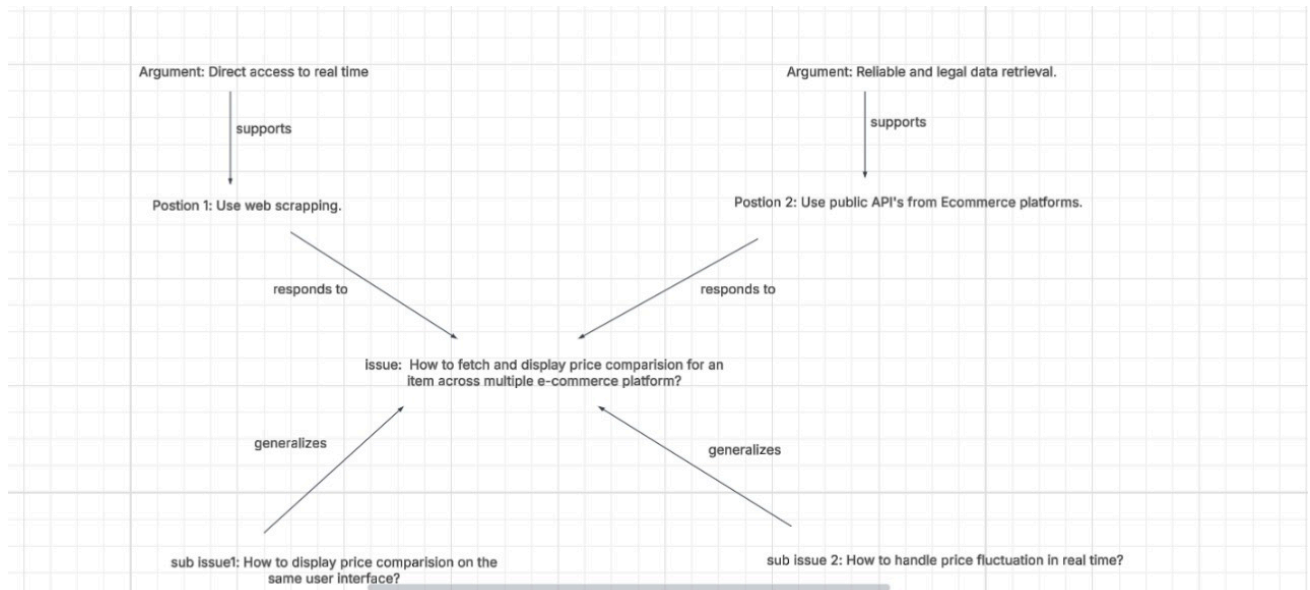 Argument: Direct access to real time
Argument: Reliable and legal data retrieval.
supports
supports
Postion 1: Use web scrapping.
Postion 2: Use public API's from Ecommerce platforms.
responds to
responds to
issue: How to fetch and display price comparision for an
item across multiple e-commerce platform?
generalizes
generalizes
sub issue1: How to display price comparision on the
same user interface?
sub issue 2: How to handle price fluctuation in real time?